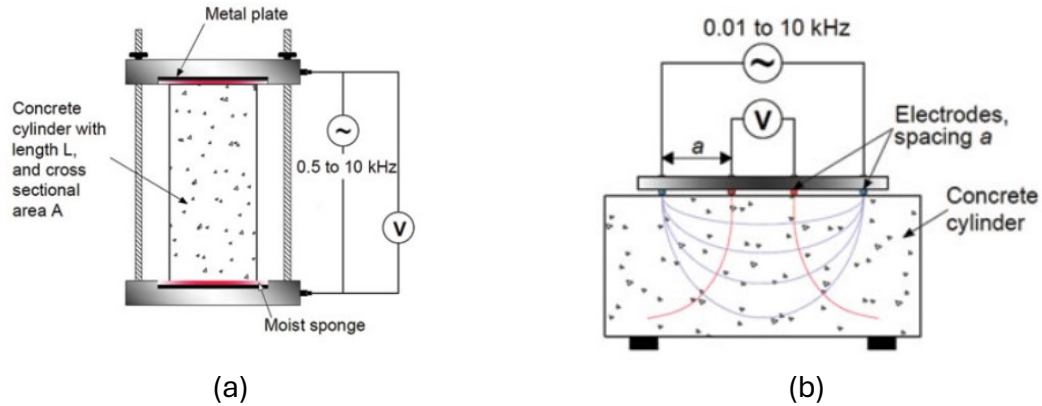 Metal plate
Concrete
cylinder with
length L,
and cross
sectional
area A
~
0.5 to 10 kHz
V
Moist sponge
(a)
0.01 to 10 kHz
~
V
a
Electrodes,
spacing a
Concrete
cylinder
(b)